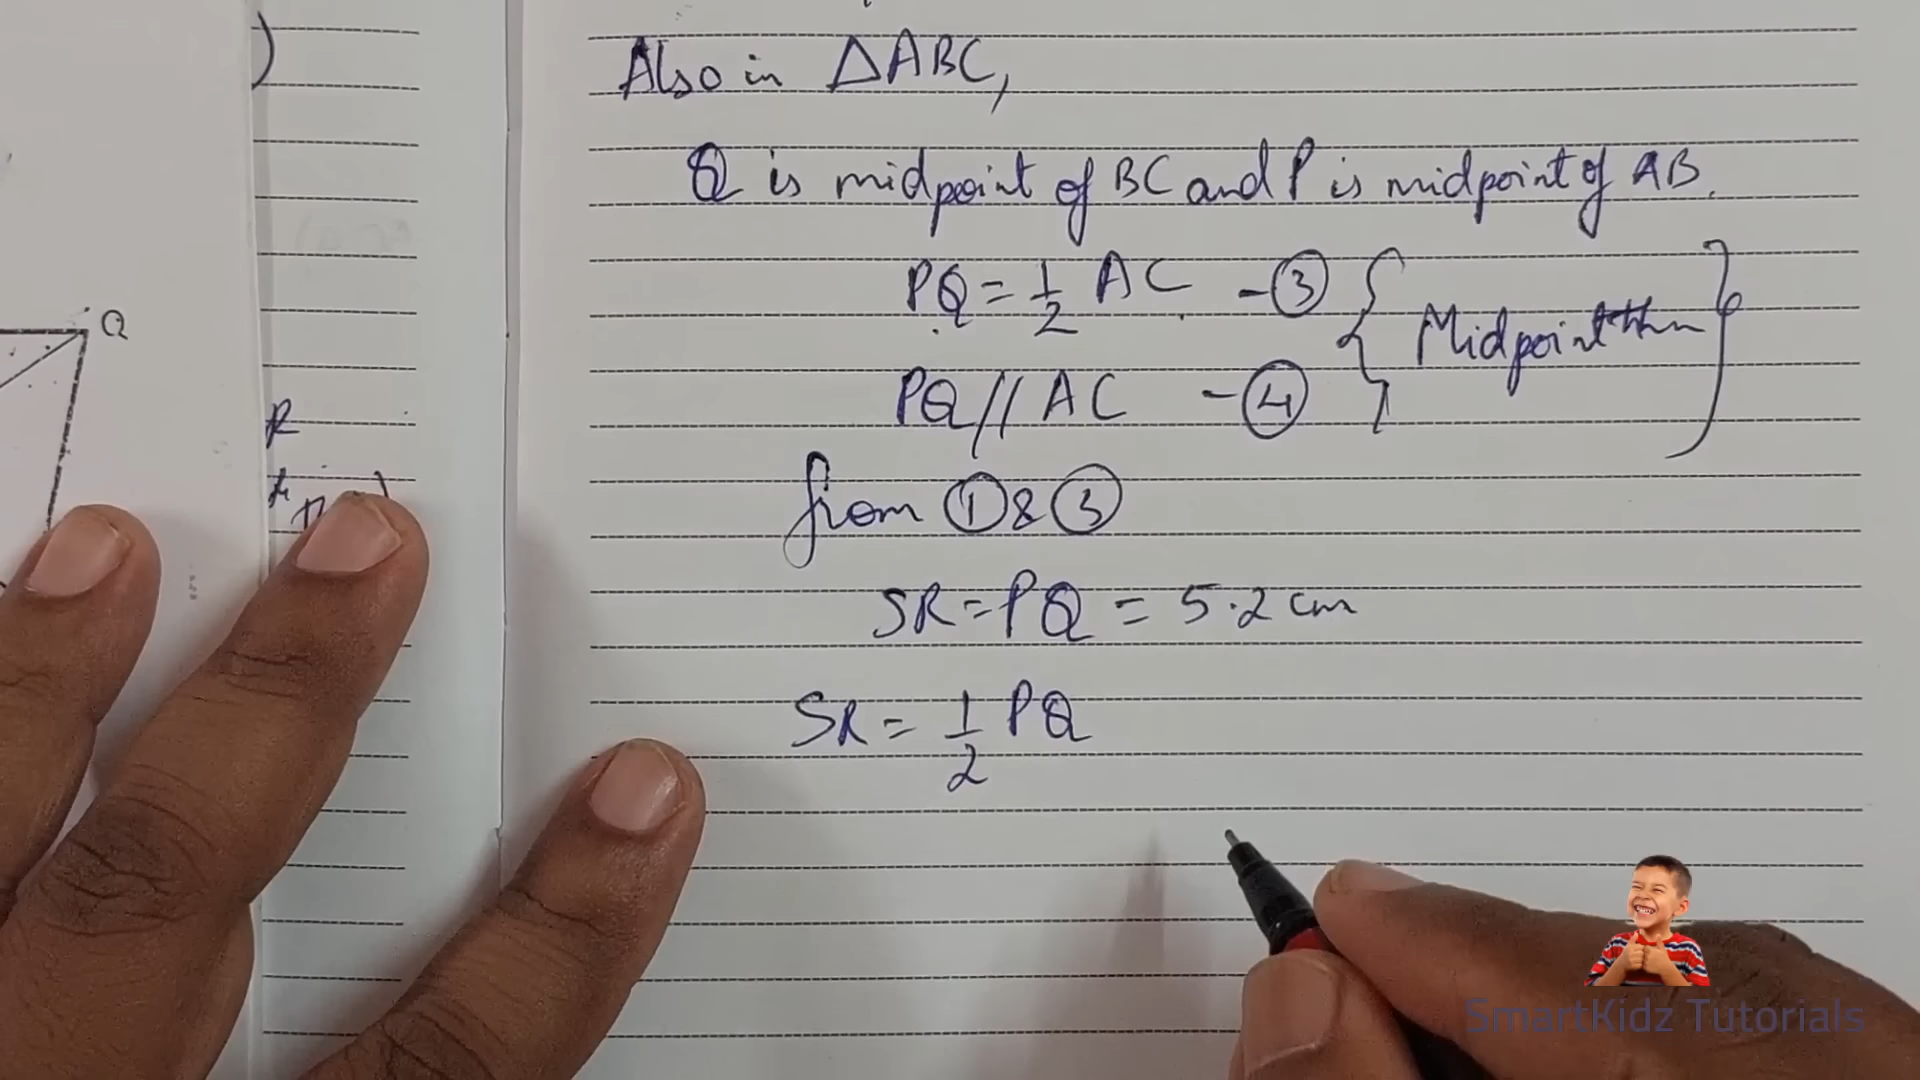 Also in △ABC,
Q is midpoint of BC and P is midpoint of AB.
PQ = 1/2 AC - ③ { Midpoint thm }
PQ // AC - ④
from ① & ③
SR = PQ = 5.2 cm
SR = 1/2 PQ
Q
R
)
SmartKidz Tutorials